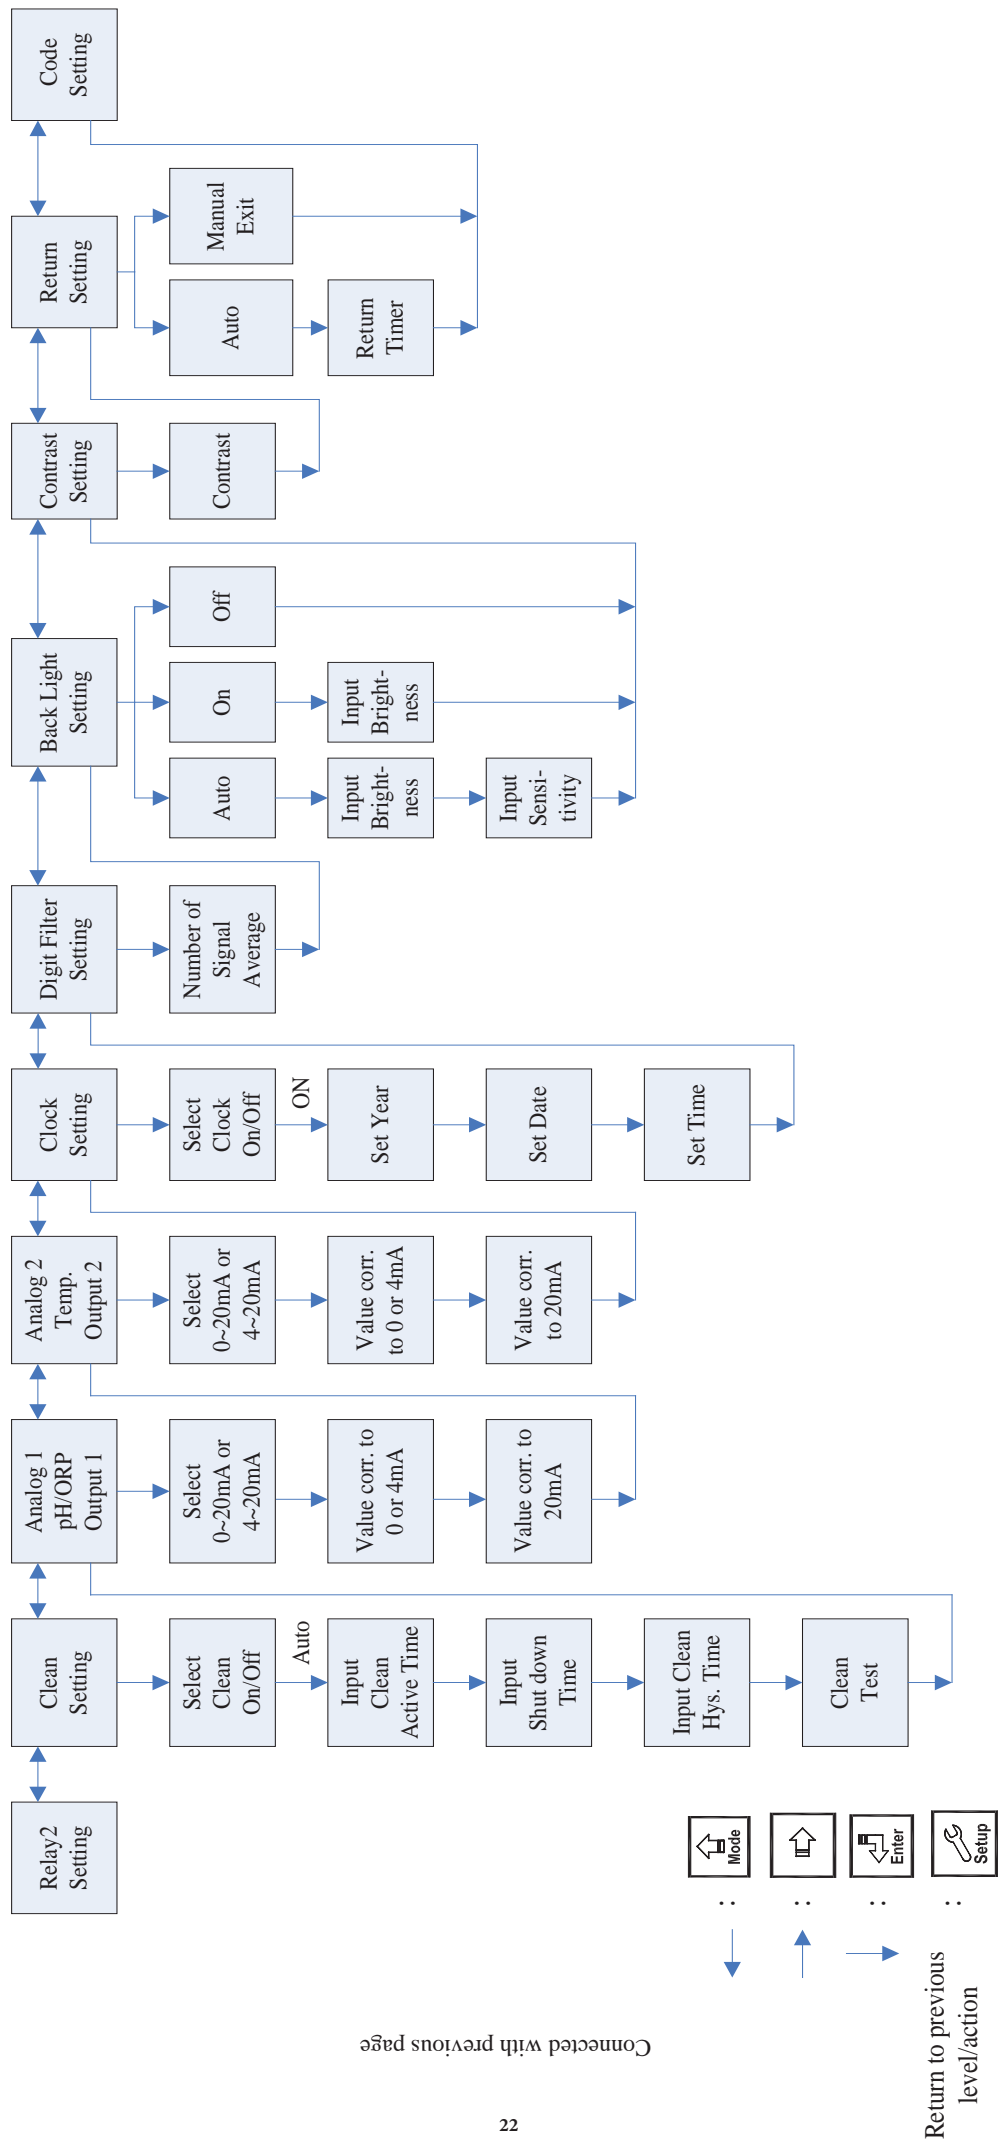 Relay2
Setting
Clean
Setting
Analog 1
pH/ORP
Output 1
Analog 2
Temp.
Output 2
Clock
Setting
Digit Filter
Setting
Back Light
Setting
Contrast
Setting
Return
Setting
Code
Setting
Select
Clean
On/Off
Select
0~20mA or
4~20mA
Select
0~20mA or
4~20mA
Select
Clock
On/Off
Number of
Signal
Average
Auto
On
Off
Contrast
Auto
Manual
Exit
Auto
ON
Input
Clean
Active Time
Value corr. to
0 or 4mA
Value corr.
to 0 or 4mA
Set Year
Input
Bright-
ness
Input
Bright-
ness
Return
Timer
Input
Shut down
Time
Value corr. to
20mA
Value corr.
to 20mA
Set Date
Input
Sensi-
tivity
Input Clean
Hys. Time
Set Time
Clean
Test
: Mode
:
: Enter
Return to previous
level/action
: Setup
Connected with previous page
22